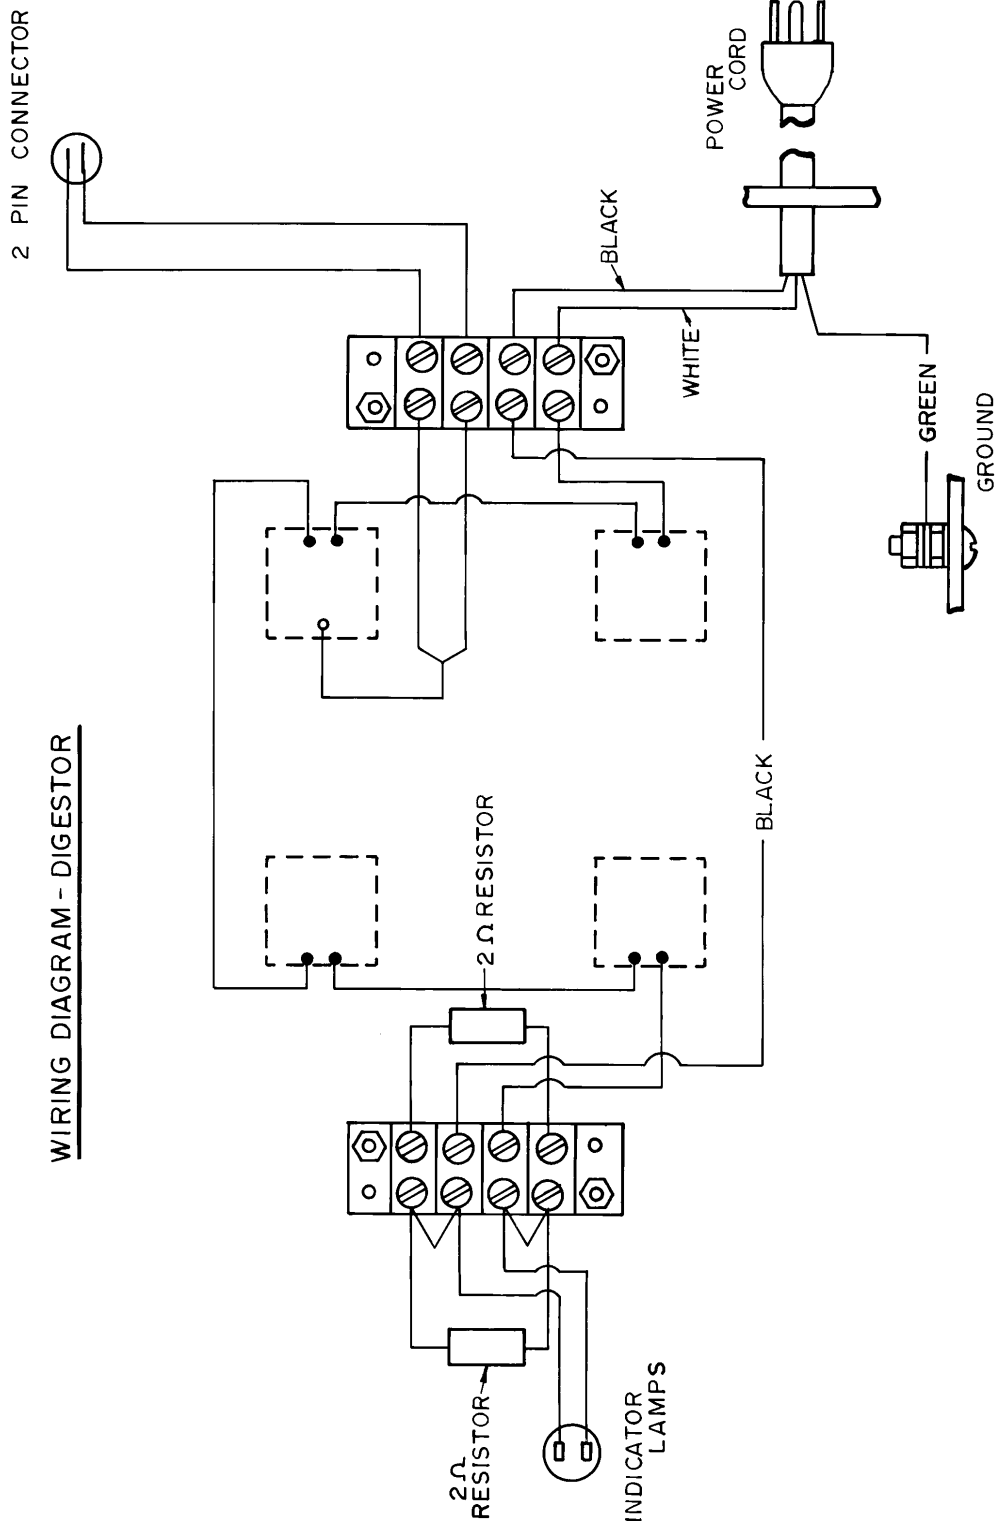 WIRING DIAGRAM - DIGESTOR
2 PIN CONNECTOR
POWER
CORD
BLACK
WHITE
GREEN
GROUND
BLACK
2 Ω RESISTOR
2 Ω
RESISTOR
INDICATOR
LAMPS